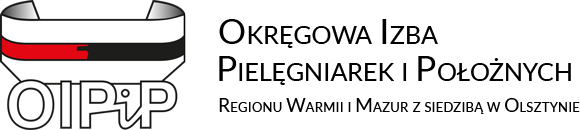 OIPiP
OKRĘGOWA IZBA
PIELĘGNIAREK I POŁOŻNYCH
REGIONU WARMII I MAZUR Z SIEDZIBĄ W OLSZTYNIE